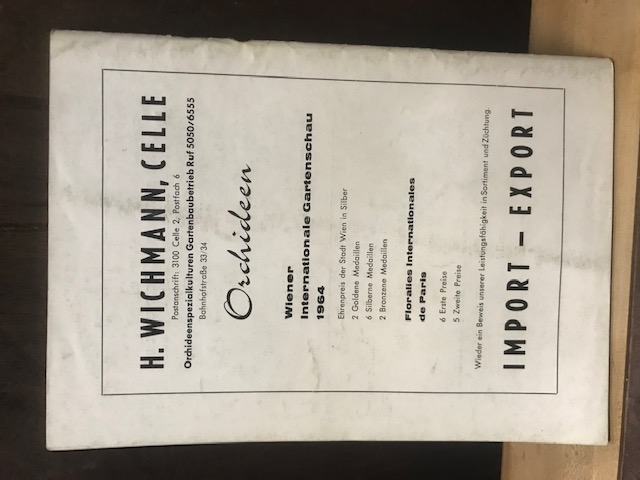 H. WICHMANN, CELLE
Postanschrift: 3100 Celle 2, Postfach 6
Orchideenspezialkulturen Gartenbaubetrieb Ruf 5050/6555
Bahnhofstraße 33/34
Orchideen
Wiener
Internationale Gartenschau
1964
Ehrenpreis der Stadt Wien in Silber
2 Goldene Medaillen
6 Silberne Medaillen
2 Bronzene Medaillen
Floralies Internationales
de Paris
6 Erste Preise
5 Zweite Preise
Wieder ein Beweis unserer Leistungsfähigkeit in Sortiment und Züchtung.
IMPORT – EXPORT